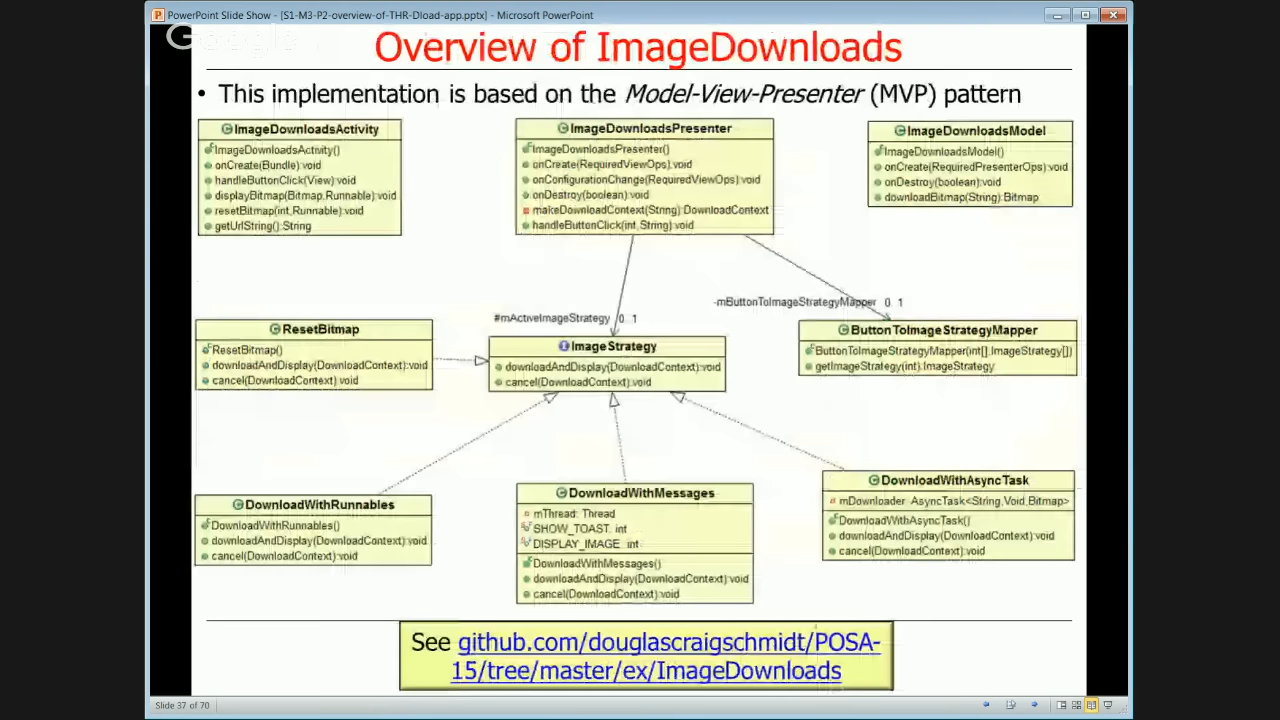 PowerPoint Slide Show - [S1-M3-P2-overview-of-THR-Dload-app.pptx] - Microsoft PowerPoint
Google
Overview of ImageDownloads
• This implementation is based on the Model-View-Presenter (MVP) pattern
ImageDownloadsActivity
ImageDownloadsActivity()
onCreate(Bundle):void
handleButtonClick(View):void
displayBitmap(Bitmap,Runnable):void
resetBitmap(int,Runnable):void
getUrlString():String
ImageDownloadsPresenter
ImageDownloadsPresenter()
onCreate(RequiredViewOps):void
onConfigurationChange(RequiredViewOps):void
onDestroy(boolean):void
makeDownloadContext(String):DownloadContext
handleButtonClick(int,String):void
ImageDownloadsModel
ImageDownloadsModel()
onCreate(RequiredPresenterOps):void
onDestroy(boolean):void
downloadBitmap(String):Bitmap
-mButtonToImageStrategyMapper 0..1
#mActiveImageStrategy 0..1
ResetBitmap
ResetBitmap()
downloadAndDisplay(DownloadContext):void
cancel(DownloadContext):void
ImageStrategy
downloadAndDisplay(DownloadContext):void
cancel(DownloadContext):void
ButtonToImageStrategyMapper
ButtonToImageStrategyMapper(int[],ImageStrategy[])
getImageStrategy(int):ImageStrategy
DownloadWithRunnables
DownloadWithRunnables()
downloadAndDisplay(DownloadContext):void
cancel(DownloadContext):void
DownloadWithMessages
mThread: Thread
SHOW_TOAST: int
DISPLAY_IMAGE: int
DownloadWithMessages()
downloadAndDisplay(DownloadContext):void
cancel(DownloadContext):void
DownloadWithAsyncTask
mDownloader: AsyncTask<String,Void,Bitmap>
DownloadWithAsyncTask()
downloadAndDisplay(DownloadContext):void
cancel(DownloadContext):void
See github.com/douglascraigschmidt/POSA-
15/tree/master/ex/ImageDownloads
Slide 37 of 70